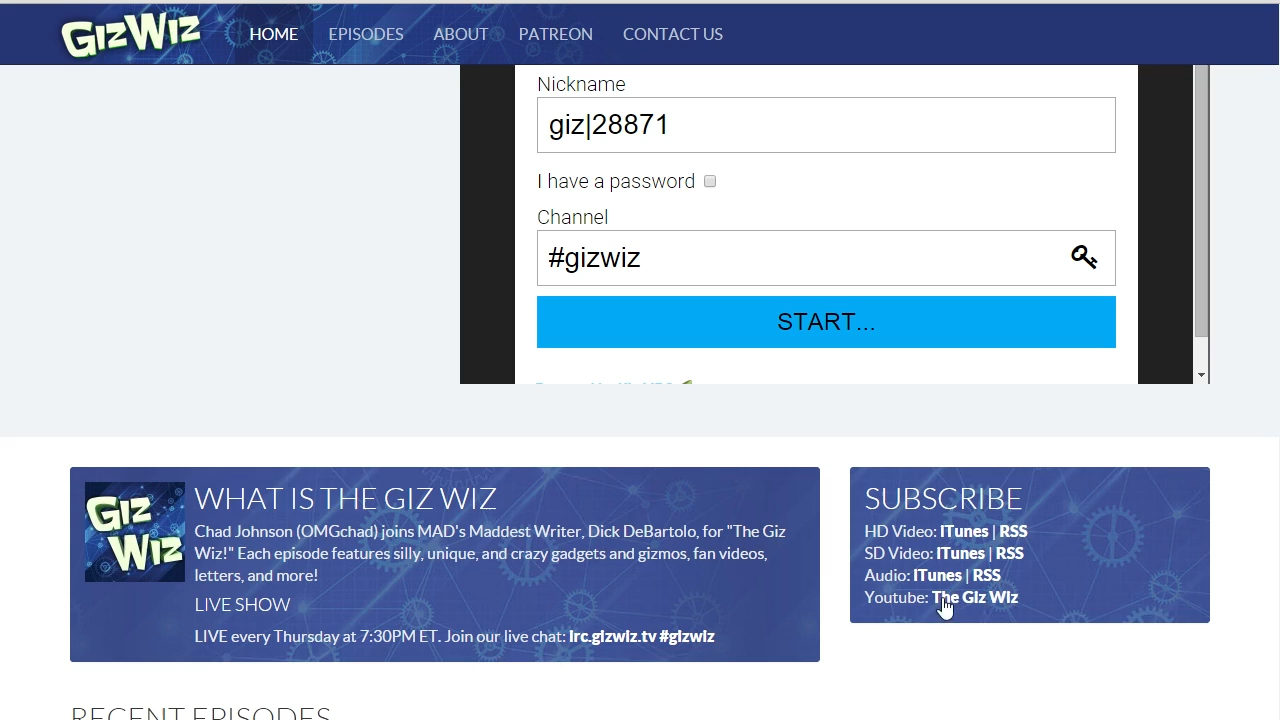 GizWiz
HOME EPISODES ABOUT PATREON CONTACT US
Nickname
giz|28871
I have a password
Channel
#gizwiz
START...
Giz
Wiz
WHAT IS THE GIZ WIZ
Chad Johnson (OMGchad) joins MAD's Maddest Writer, Dick DeBartolo, for "The Giz
Wiz!" Each episode features silly, unique, and crazy gadgets and gizmos, fan videos,
letters, and more!
LIVE SHOW
LIVE every Thursday at 7:30PM ET. Join our live chat: irc.gizwiz.tv #gizwiz
SUBSCRIBE
HD Video: iTunes | RSS
SD Video: iTunes | RSS
Audio: iTunes | RSS
Youtube: The Giz Wiz
RECENT EPISODES